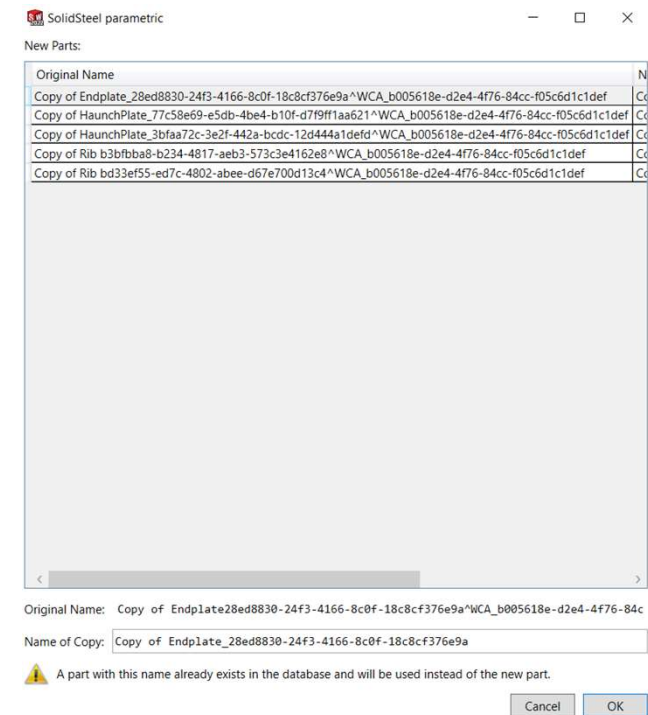 SolidSteel parametric
New Parts:
Original Name N
Copy of Endplate_28ed8830-24f3-4166-8c0f-18c8cf376e9a^WCA_b005618e-d2e4-4f76-84cc-f05c6d1c1def Co
Copy of HaunchPlate_77c58e69-e5db-4be4-b10f-d7f9ff1aa621^WCA_b005618e-d2e4-4f76-84cc-f05c6d1c1def Co
Copy of HaunchPlate_3bfaa72c-3e2f-442a-bcdc-12d444a1defd^WCA_b005618e-d2e4-4f76-84cc-f05c6d1c1def Co
Copy of Rib b3bfbba8-b234-4817-aeb3-573c3e4162e8^WCA_b005618e-d2e4-4f76-84cc-f05c6d1c1def Co
Copy of Rib bd33ef55-ed7c-4802-abee-d67e700d13c4^WCA_b005618e-d2e4-4f76-84cc-f05c6d1c1def Co
Original Name: Copy of Endplate28ed8830-24f3-4166-8c0f-18c8cf376e9a^WCA_b005618e-d2e4-4f76-84c
Name of Copy: Copy of Endplate_28ed8830-24f3-4166-8c0f-18c8cf376e9a
A part with this name already exists in the database and will be used instead of the new part.
Cancel OK